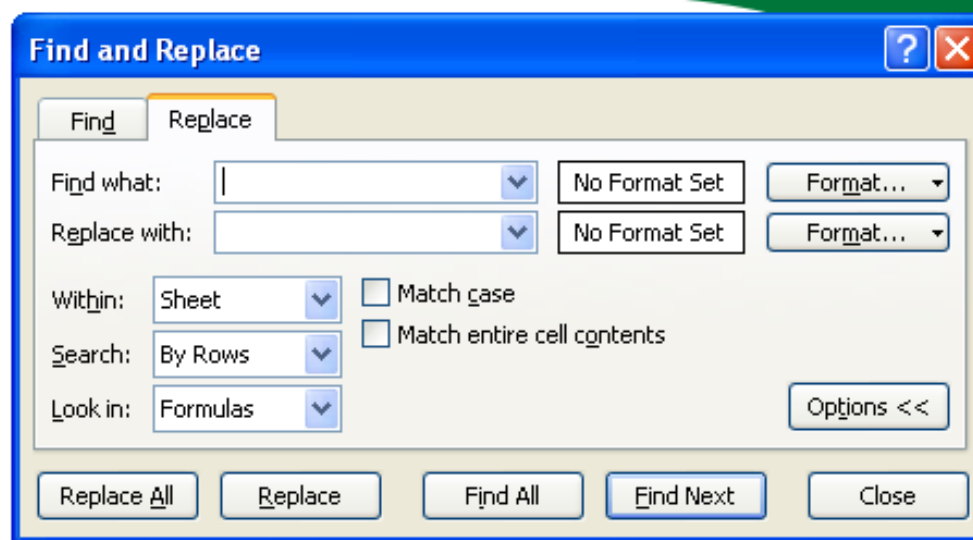 Find and Replace
Find Replace
Find what: No Format Set Format...
Replace with: No Format Set Format...
Within: Sheet Match case
Match entire cell contents
Search: By Rows
Look in: Formulas Options <<
Replace All Replace Find All Find Next Close